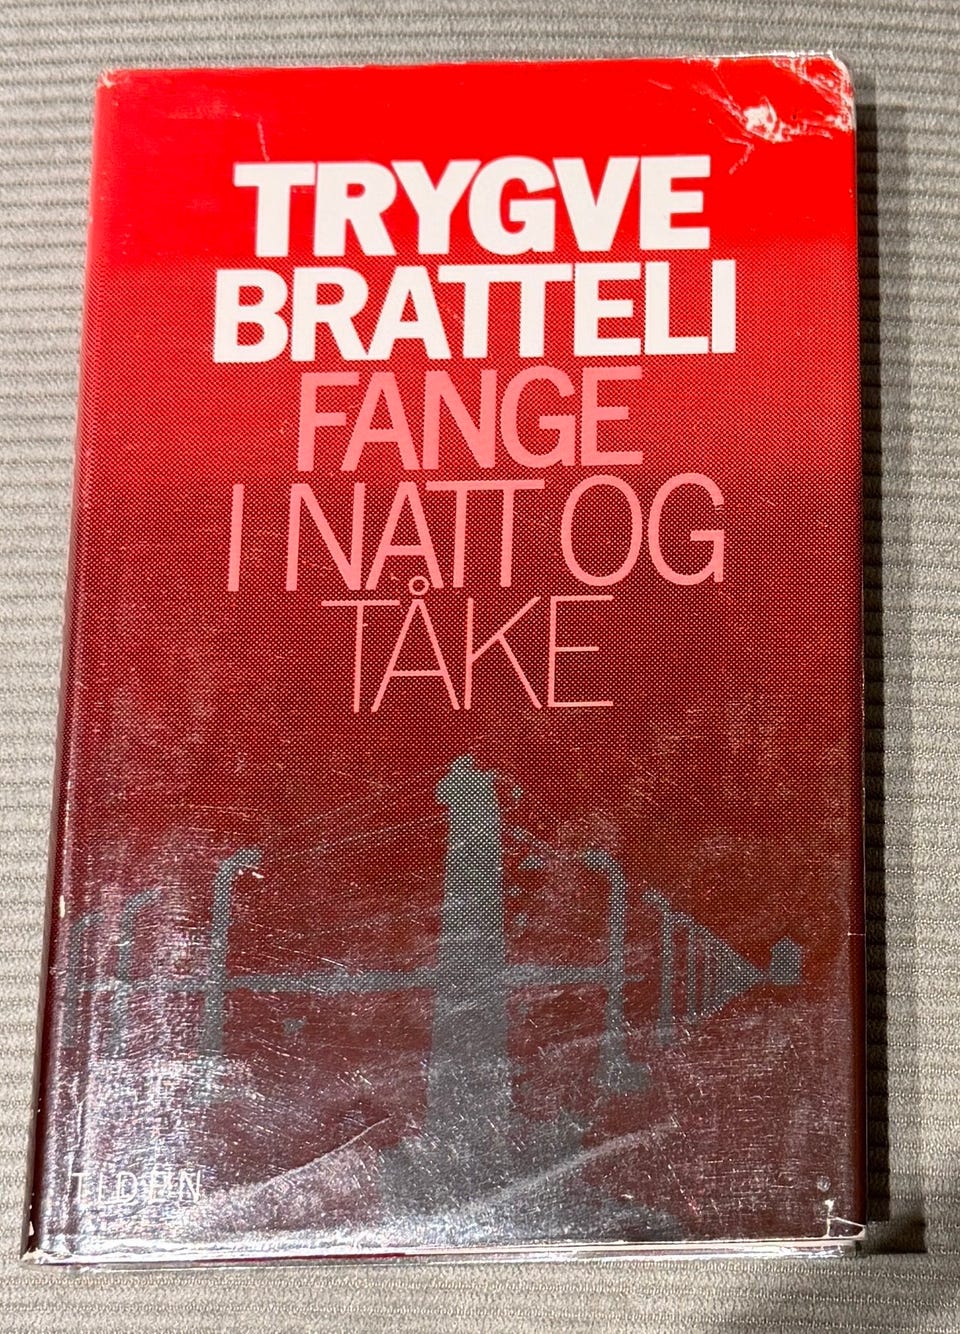 TRYGVE
BRATTELI
FANGE
I NATT OG
TÅKE
TIDEN